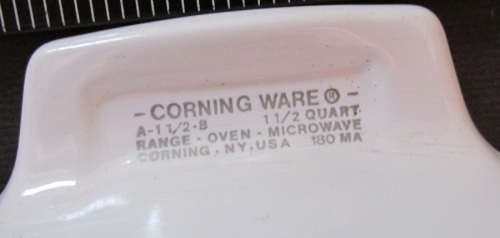 - CORNING WARE® -
A-1 1/2-B 1 1/2 QUART
RANGE - OVEN - MICROWAVE
CORNING - NY, USA 180 MA